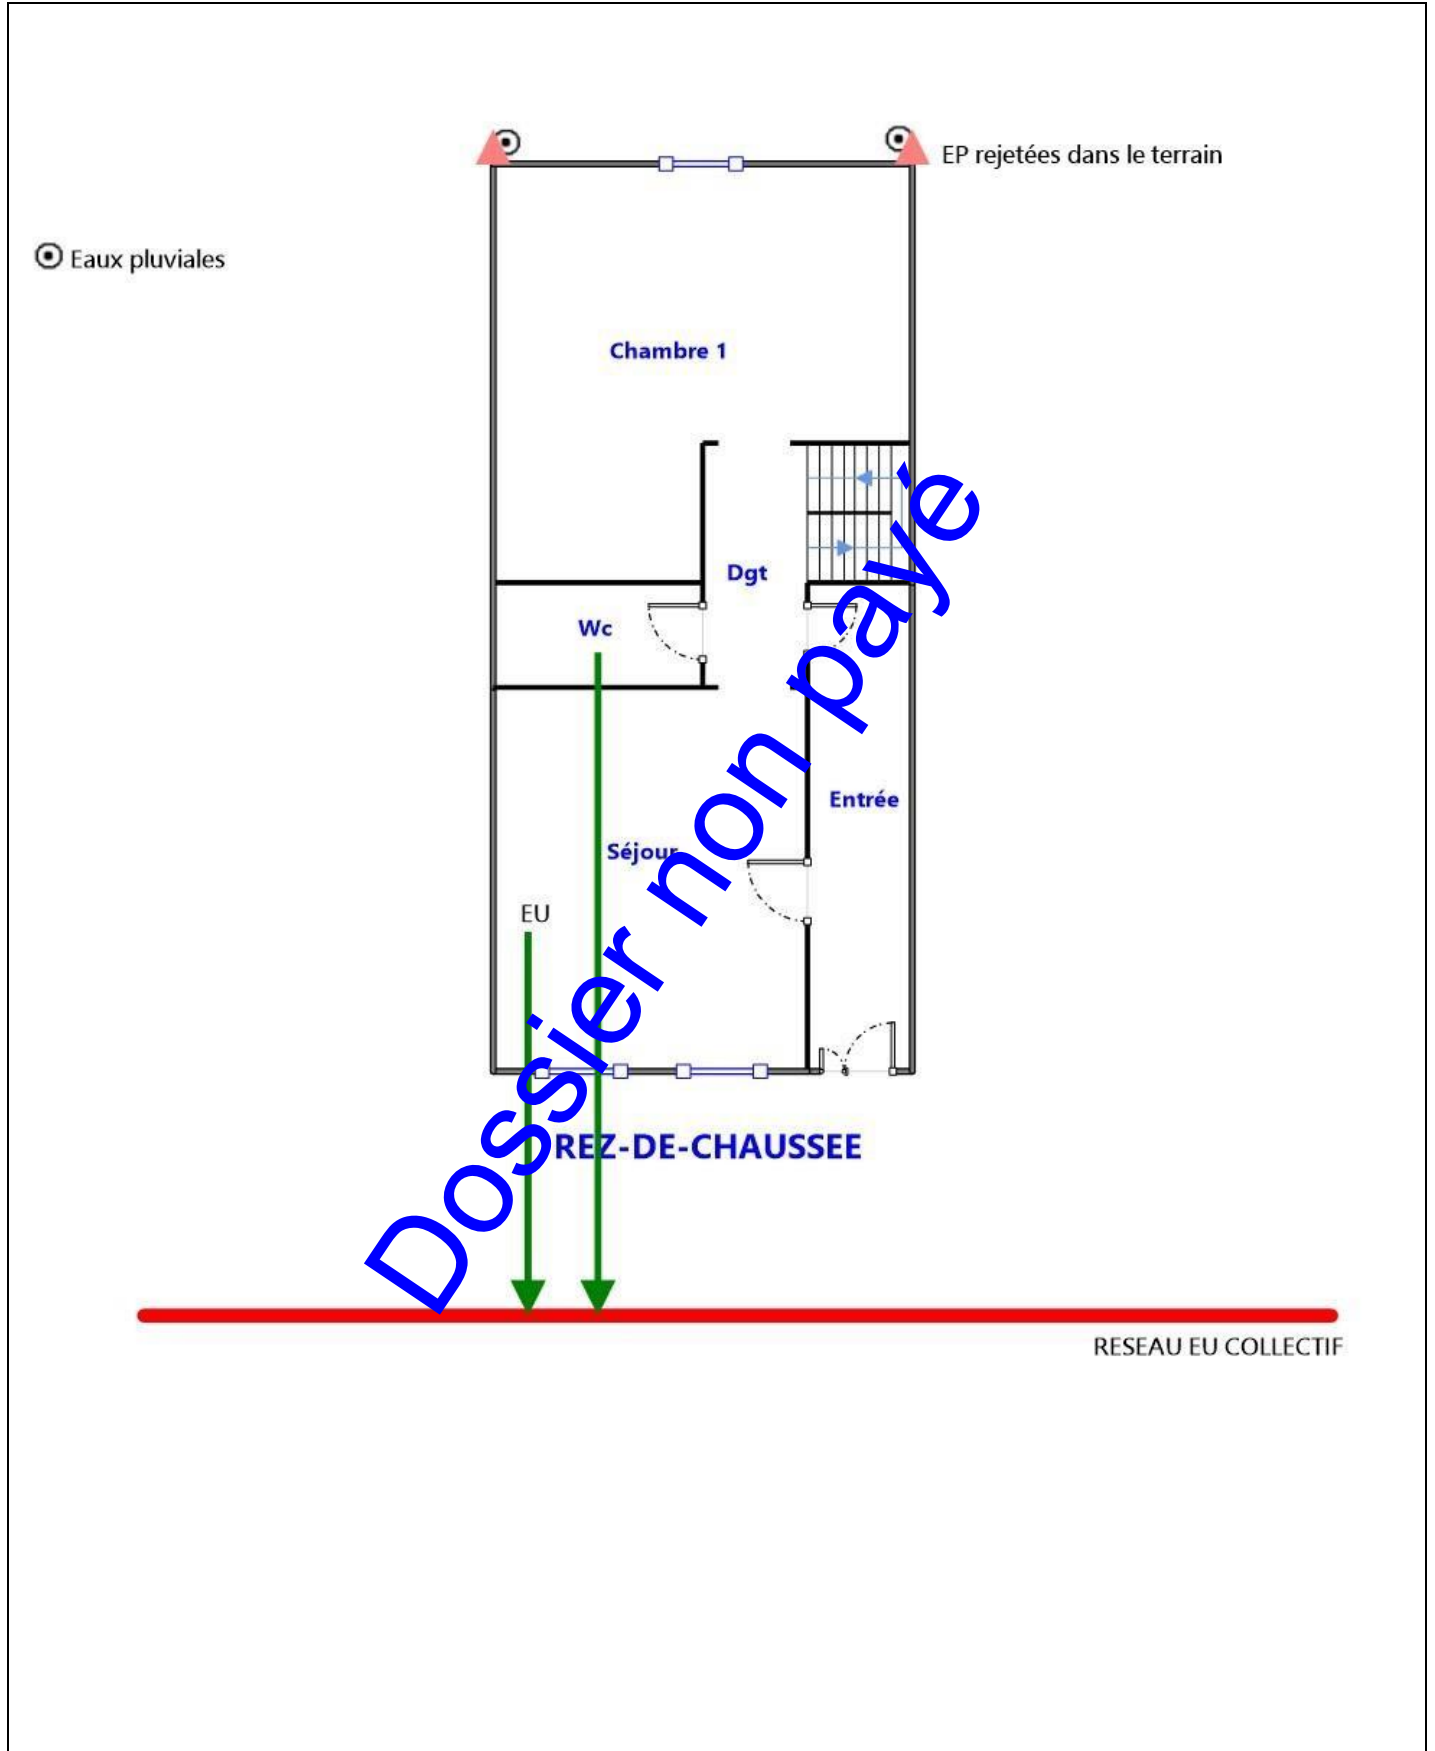 EP rejetées dans le terrain
Eaux pluviales
Chambre 1
Dgt
Wc
Entrée
Séjour
EU
REZ-DE-CHAUSSEE
Dossier non payé
RESEAU EU COLLECTIF